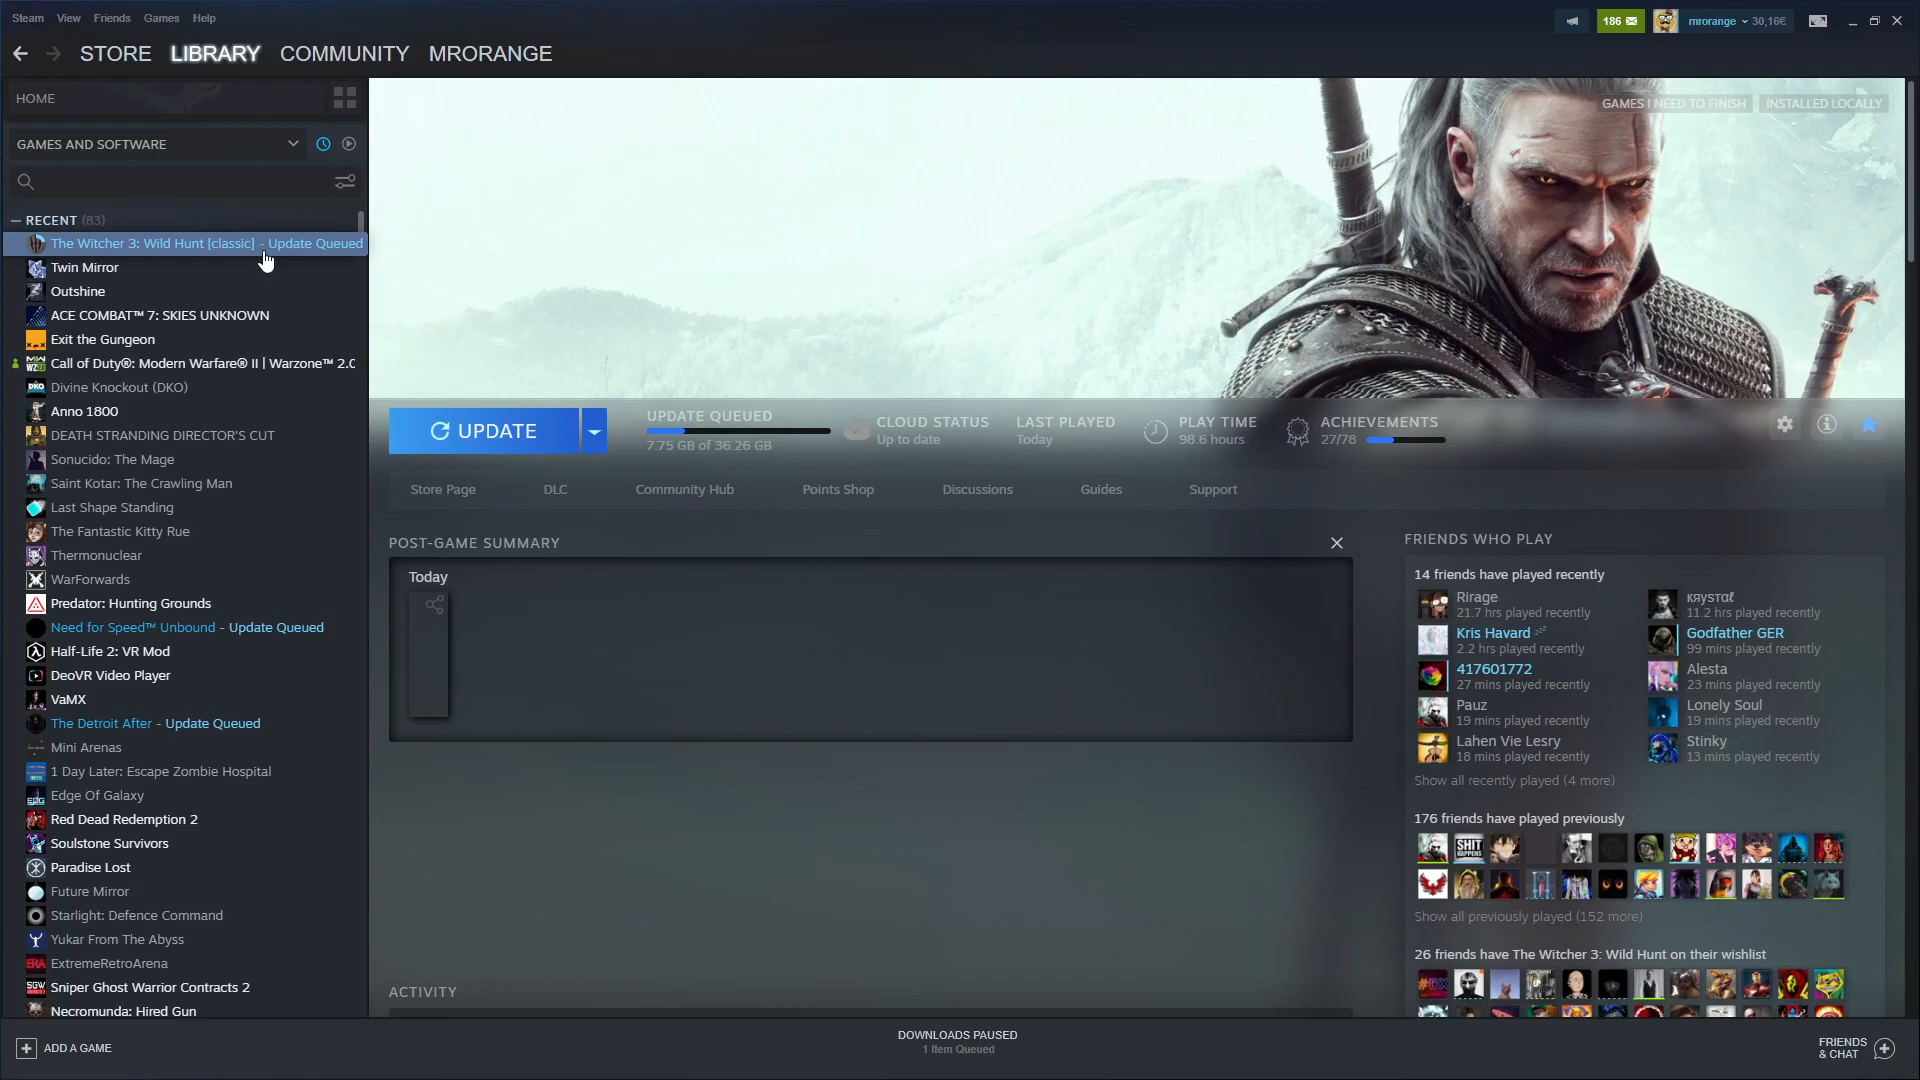 Steam View Friends Games Help
186
mrorange 30,16€
STORE LIBRARY COMMUNITY MRORANGE
HOME
GAMES AND SOFTWARE
— RECENT (83)
The Witcher 3: Wild Hunt [classic] - Update Queued
Twin Mirror
Outshine
ACE COMBAT™ 7: SKIES UNKNOWN
Exit the Gungeon
Call of Duty®: Modern Warfare® II | Warzone™ 2.0
Divine Knockout (DKO)
Anno 1800
DEATH STRANDING DIRECTOR'S CUT
Sonucido: The Mage
Saint Kotar: The Crawling Man
Last Shape Standing
The Fantastic Kitty Rue
Thermonuclear
WarForwards
Predator: Hunting Grounds
Need for Speed™ Unbound - Update Queued
Half-Life 2: VR Mod
DeoVR Video Player
VaMX
The Detroit After - Update Queued
Mini Arenas
1 Day Later: Escape Zombie Hospital
Edge Of Galaxy
Red Dead Redemption 2
Soulstone Survivors
Paradise Lost
Future Mirror
Starlight: Defence Command
Yukar From The Abyss
ExtremeRetroArena
Sniper Ghost Warrior Contracts 2
Necromunda: Hired Gun
GAMES I NEED TO FINISH INSTALLED LOCALLY
UPDATE
UPDATE QUEUED
7.75 GB of 36.26 GB
CLOUD STATUS
Up to date
LAST PLAYED
Today
PLAY TIME
98.6 hours
ACHIEVEMENTS
27/78
Store Page DLC Community Hub Points Shop Discussions Guides Support
POST-GAME SUMMARY
Today
ACTIVITY
FRIENDS WHO PLAY
14 friends have played recently
Rirage
21.7 hrs played recently
кяуѕтαℓ
11.2 hrs played recently
Kris Havard zzz
2.2 hrs played recently
Godfather GER
99 mins played recently
417601772
27 mins played recently
Alesta
23 mins played recently
Pauz
19 mins played recently
Lonely Soul
19 mins played recently
Lahen Vie Lesry
18 mins played recently
Stinky
13 mins played recently
Show all recently played (4 more)
176 friends have played previously
SHIT
HAPPENS
Show all previously played (152 more)
26 friends have The Witcher 3: Wild Hunt on their wishlist
ADD A GAME
DOWNLOADS PAUSED
1 Item Queued
FRIENDS
& CHAT